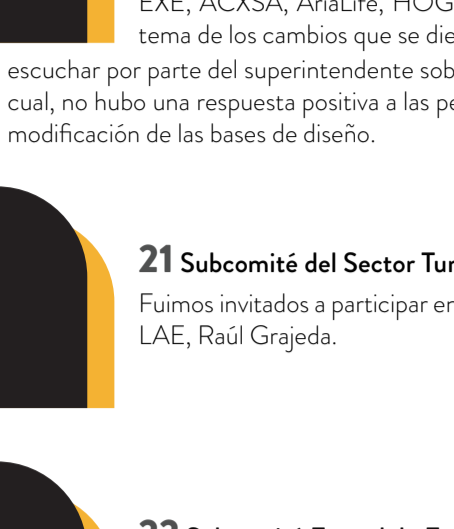 EXE, ACXSA, AriaLife, HOG
tema de los cambios que se die
escuchar por parte del superintendente sob
cual, no hubo una respuesta positiva a las pe
modificación de las bases de diseño.
21 Subcomité del Sector Tur
Fuimos invitados a participar en
LAE, Raúl Grajeda.